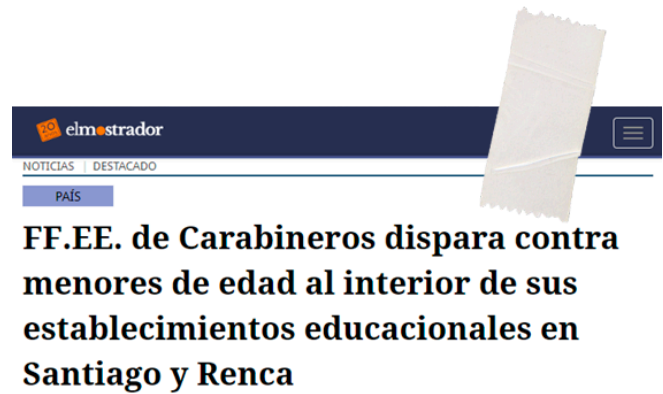 20 elmostrador
NOTICIAS | DESTACADO
PAÍS
FF.EE. de Carabineros dispara contra
menores de edad al interior de sus
establecimientos educacionales en
Santiago y Renca